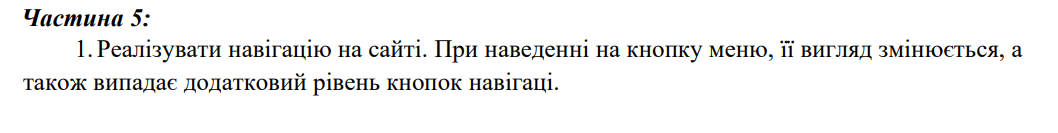 Частина 5:
1. Реалізувати навігацію на сайті. При наведенні на кнопку меню, її вигляд змінюється, а
також випадає додатковий рівень кнопок навігаці.